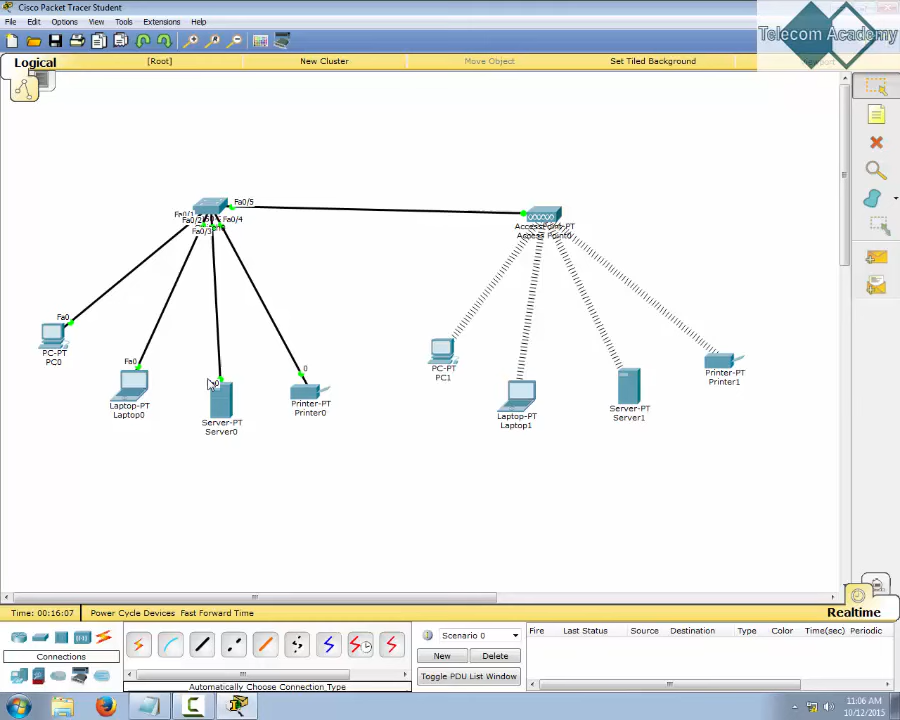 Cisco Packet Tracer Student
File Edit Options View Tools Extensions Help
Telecom Academy
Logical [Root] New Cluster Move Object Set Tiled Background
Fa0/5
Fa0/1
Fa0/2 Fa0/4
Fa0/3
AccessPoint-PT
Access Point0
Fa0
PC-PT
PC0
Fa0
Laptop-PT
Laptop0
Server-PT
Server0
0
Printer-PT
Printer0
PC-PT
PC1
Laptop-PT
Laptop1
Server-PT
Server1
Printer-PT
Printer1
Time: 00:16:07 Power Cycle Devices Fast Forward Time
Realtime
Connections
Automatically Choose Connection Type
Scenario 0
New Delete
Toggle PDU List Window
Fire Last Status Source Destination Type Color Time(sec) Periodic
11:06 AM
10/12/2015